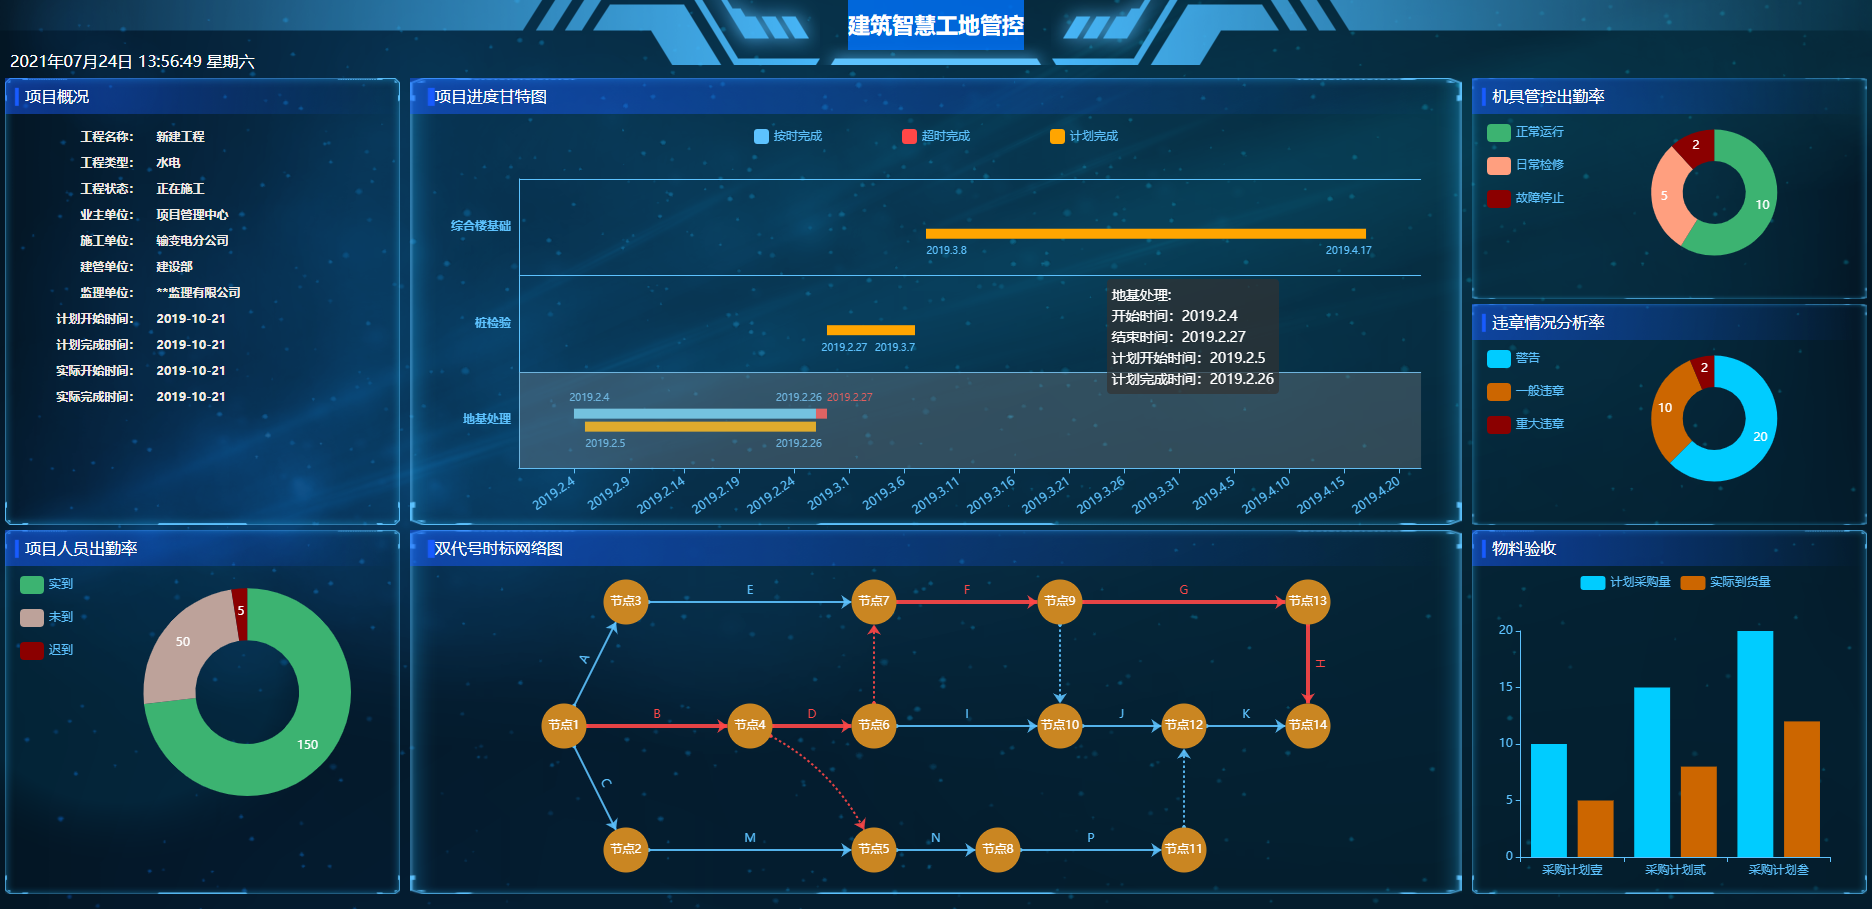 建筑智慧工地管控
2021年07月24日 13:56:49 星期六
项目概况
工程名称： 新建工程
工程类型： 水电
工程状态： 正在施工
业主单位： 项目管理中心
施工单位： 输变电分公司
建管单位： 建设部
监理单位： **监理有限公司
计划开始时间： 2019-10-21
计划完成时间： 2019-10-21
实际开始时间： 2019-10-21
实际完成时间： 2019-10-21
项目进度甘特图
按时完成 超时完成 计划完成
综合楼基础
2019.3.8 2019.4.17
桩检验
2019.2.27 2019.3.7
地基处理
2019.2.4 2019.2.26 2019.2.27
2019.2.5 2019.2.26
地基处理:
开始时间：2019.2.4
结束时间：2019.2.27
计划开始时间：2019.2.5
计划完成时间：2019.2.26
2019.2.4 2019.2.9 2019.2.14 2019.2.19 2019.2.24 2019.3.1 2019.3.6 2019.3.11 2019.3.16 2019.3.21 2019.3.26 2019.3.31 2019.4.5 2019.4.10 2019.4.15 2019.4.20
机具管控出勤率
正常运行
日常检修
故障停止
2
5
10
违章情况分析率
警告
一般违章
重大违章
2
10
20
项目人员出勤率
实到
未到
迟到
5
50
150
双代号时标网络图
节点3 E 节点7 F 节点9 G 节点13
A
H
节点1 B 节点4 D 节点6 I 节点10 J 节点12 K 节点14
C
节点2 M 节点5 N 节点8 P 节点11
物料验收
计划采购量 实际到货量
20
15
10
5
0
采购计划壹 采购计划贰 采购计划叁